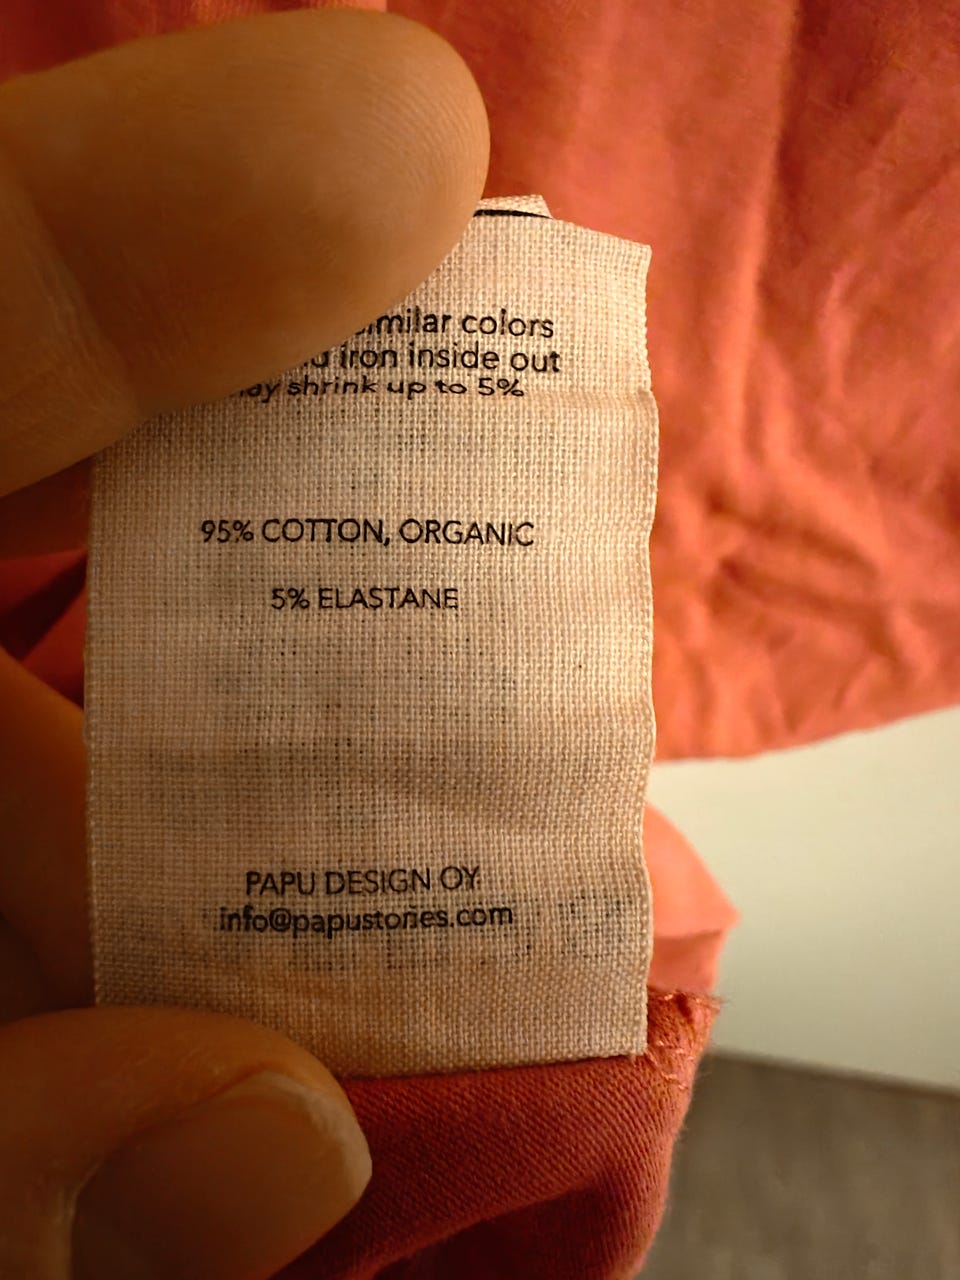 colors
iron inside out
shrink up to 5%
95% COTTON, ORGANIC
5% ELASTANE
PAPU DESIGN OY
info@papustories.com